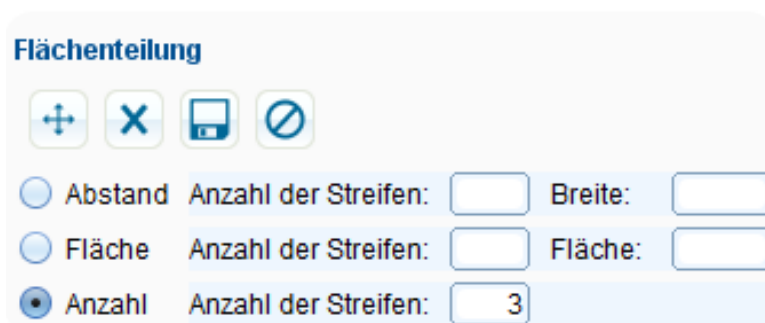 Flächenteilung
Abstand Anzahl der Streifen: Breite:
Fläche Anzahl der Streifen: Fläche:
Anzahl Anzahl der Streifen: 3